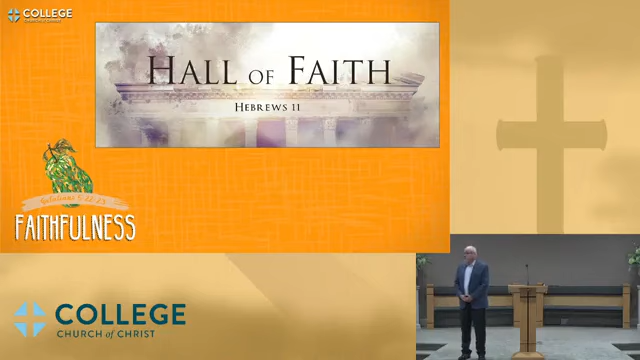 COLLEGE
CHURCH of CHRIST
HALL OF FAITH
HEBREWS 11
Galatians 5:22-23
FAITHFULNESS
COLLEGE
CHURCH of CHRIST